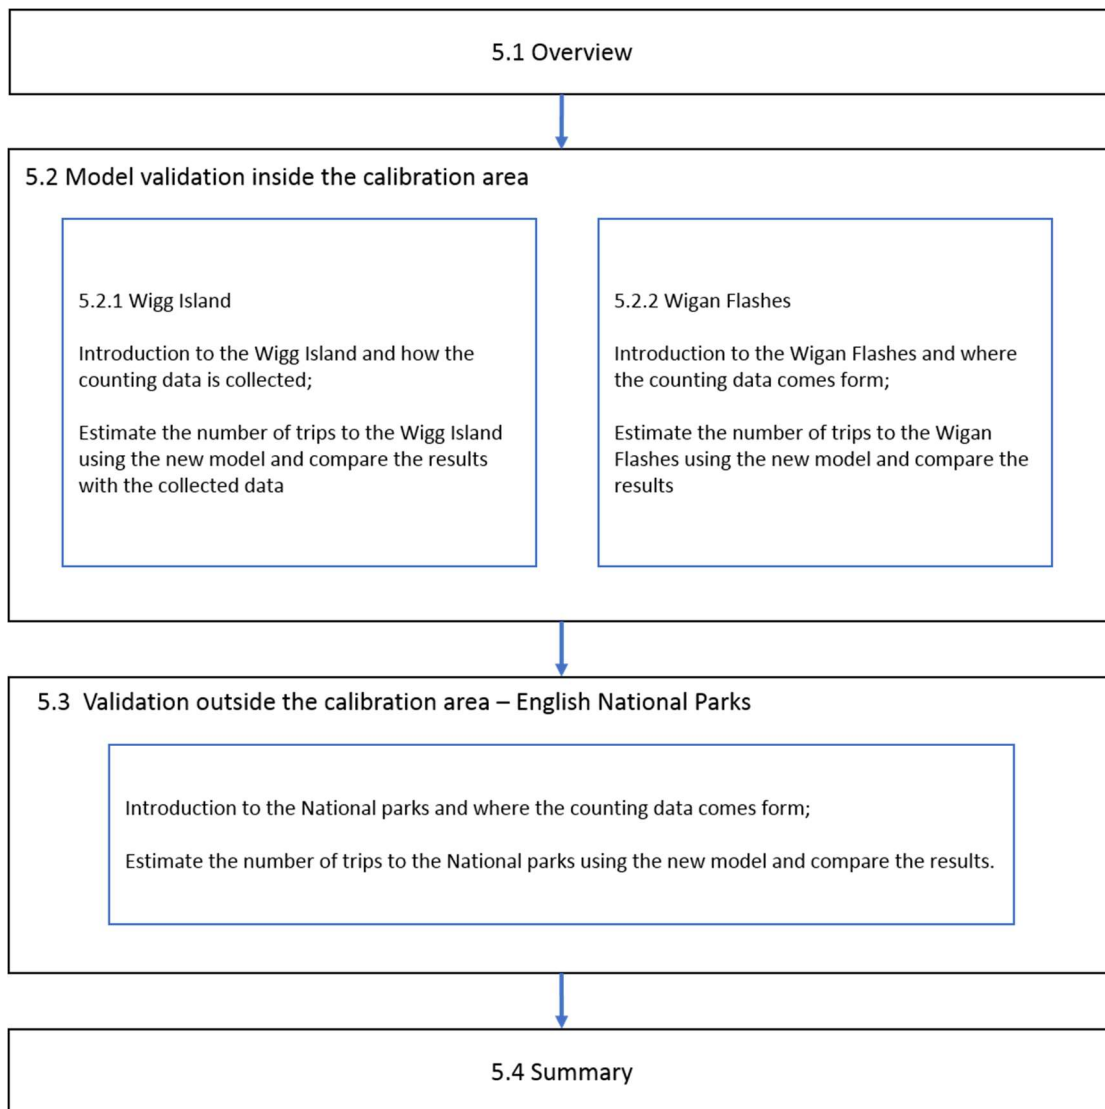 5.1 Overview
5.2 Model validation inside the calibration area
5.2.1 Wigg Island
Introduction to the Wigg Island and how the
counting data is collected;
Estimate the number of trips to the Wigg Island
using the new model and compare the results
with the collected data
5.2.2 Wigan Flashes
Introduction to the Wigan Flashes and where
the counting data comes form;
Estimate the number of trips to the Wigan
Flashes using the new model and compare the
results
5.3  Validation outside the calibration area – English National Parks
Introduction to the National parks and where the counting data comes form;
Estimate the number of trips to the National parks using the new model and compare the results.
5.4 Summary